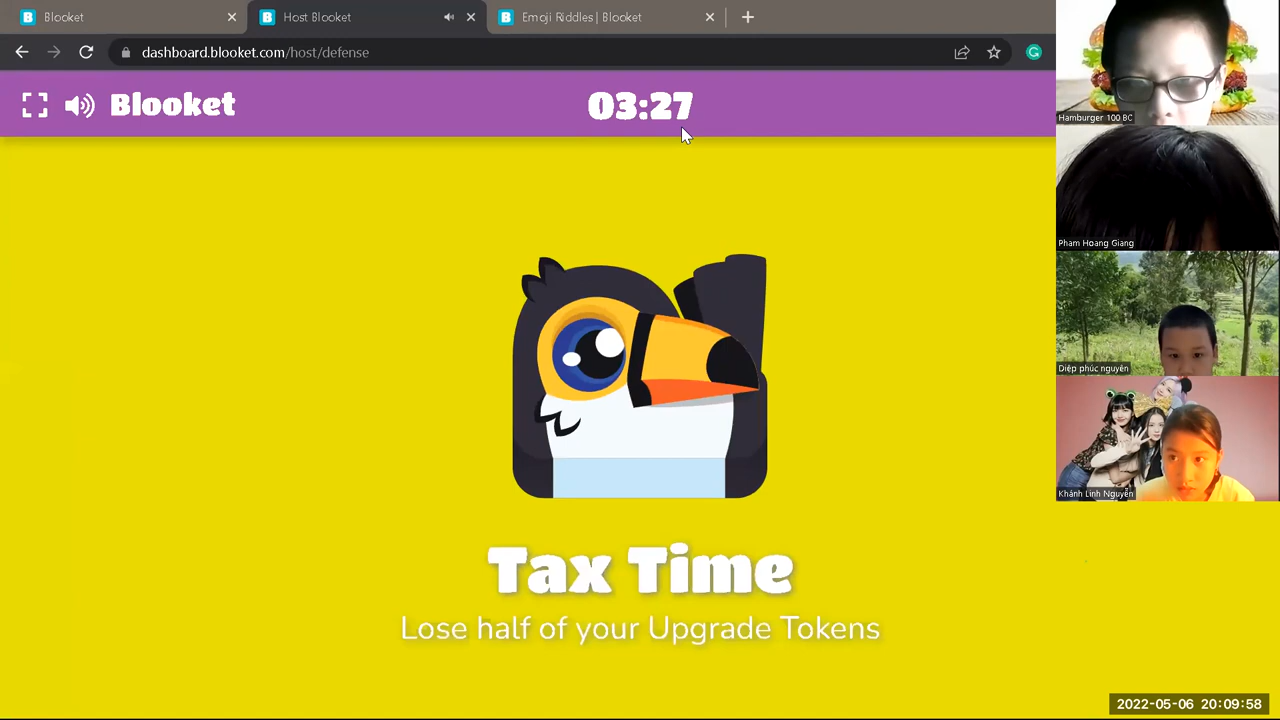 Blooket
Host Blooket
Emoji Riddles | Blooket
dashboard.blooket.com/host/defense
Blooket
03:27
Tax Time
Lose half of your Upgrade Tokens
Hamburger 100 BC
Pham Hoang Giang
Diệp phúc nguyên
Khánh Linh Nguyễn
2022-05-06 20:09:58